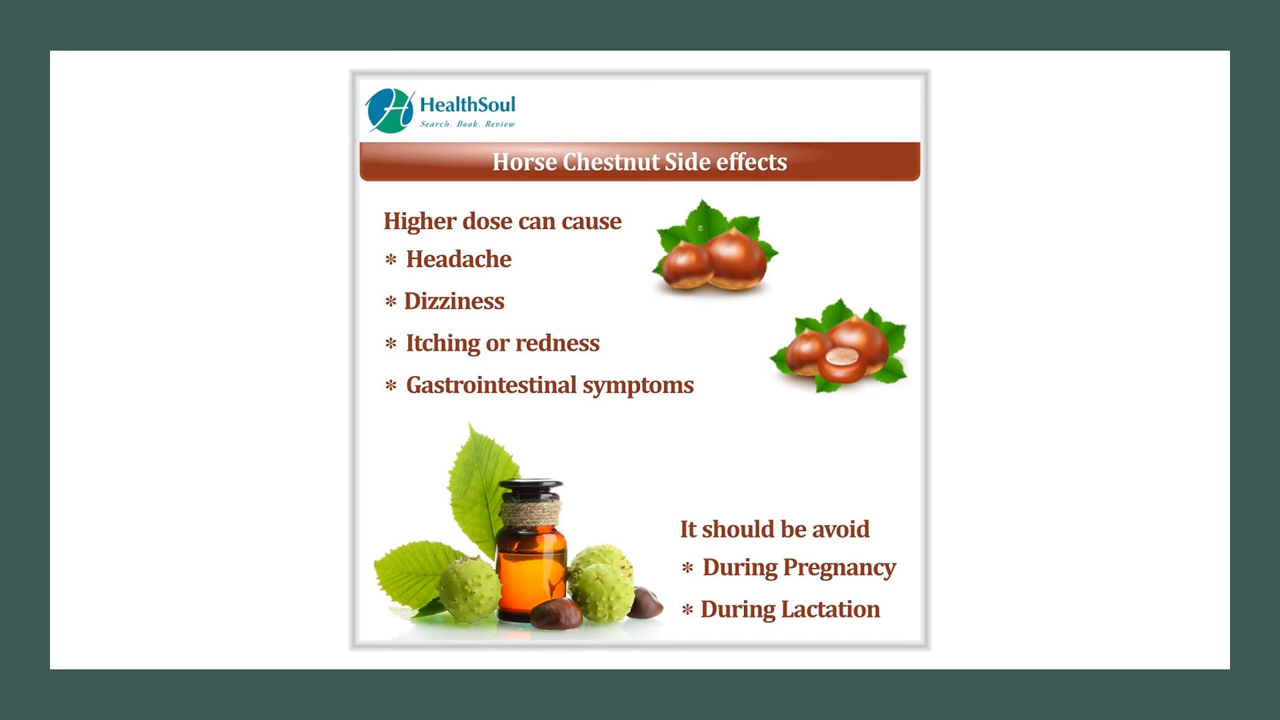 HealthSoul
Search. Book. Review
Horse Chestnut Side effects
Higher dose can cause
* Headache
* Dizziness
* Itching or redness
* Gastrointestinal symptoms
It should be avoid
* During Pregnancy
* During Lactation